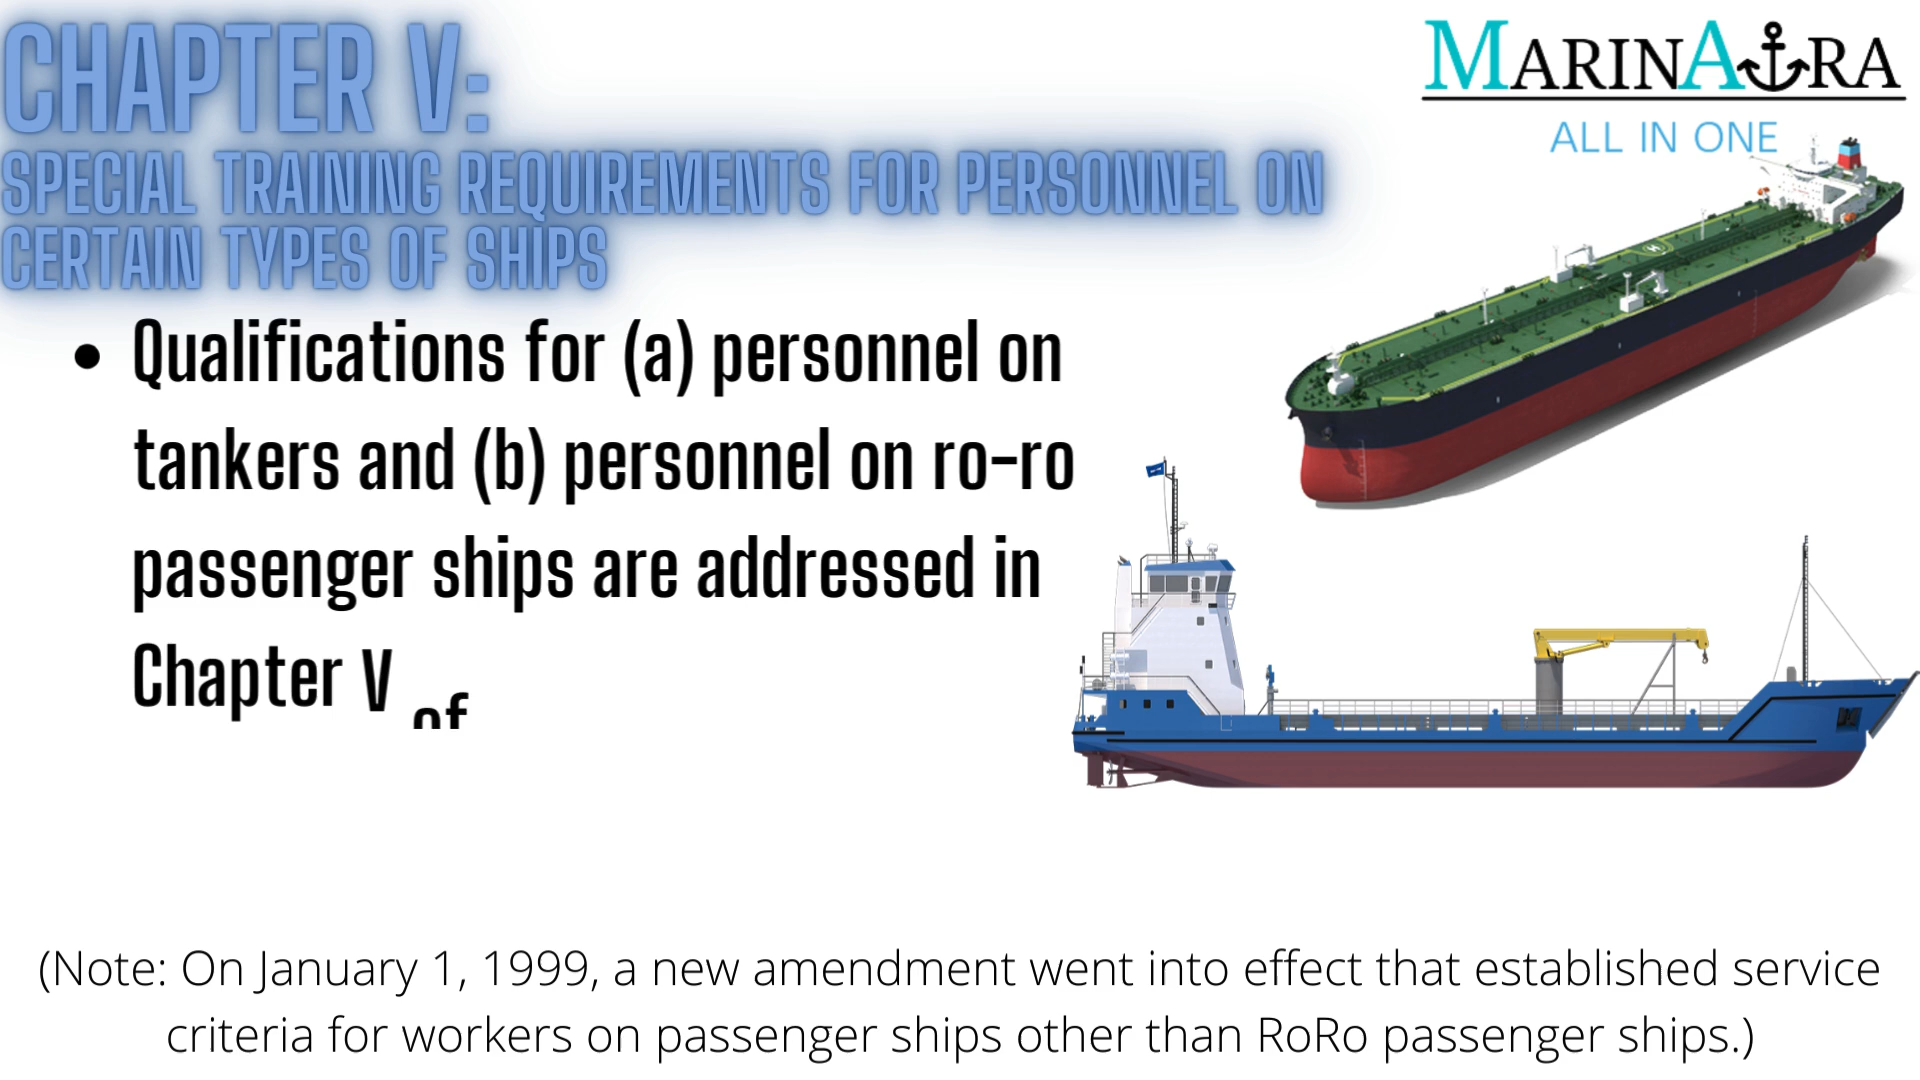 CHAPTER V:
SPECIAL TRAINING REQUIREMENTS FOR PERSONNEL ON
CERTAIN TYPES OF SHIPS
MARINAURA
ALL IN ONE
• Qualifications for (a) personnel on
tankers and (b) personnel on ro-ro
passenger ships are addressed in
Chapter V of
(Note: On January 1, 1999, a new amendment went into effect that established service
criteria for workers on passenger ships other than RoRo passenger ships.)